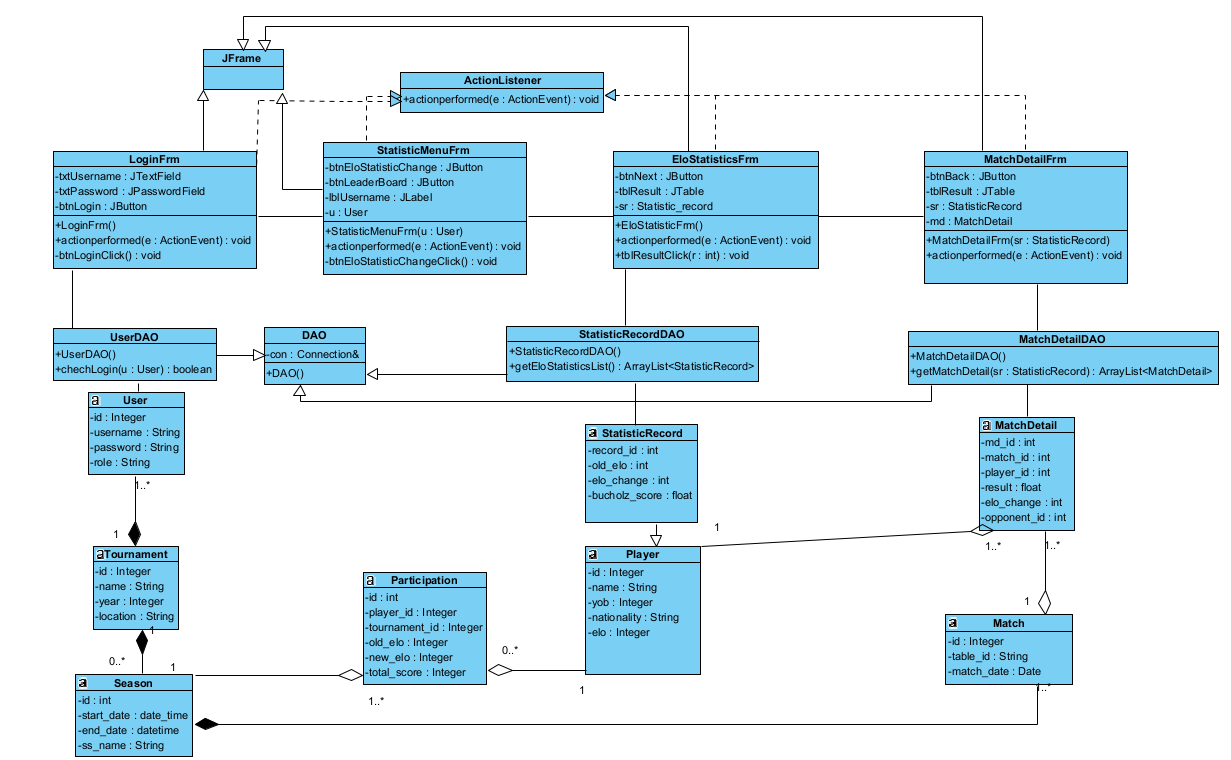 JFrame
ActionListener
+actionperformed(e : ActionEvent) : void
LoginFrm
-txtUsername : JTextField
-txtPassword : JPasswordField
-btnLogin : JButton
+LoginFrm()
+actionperformed(e : ActionEvent) : void
-btnLoginClick() : void
StatisticMenuFrm
-btnEloStatisticChange : JButton
-btnLeaderBoard : JButton
-lblUsername : JLabel
-u : User
+StatisticMenuFrm(u : User)
+actionperformed(e : ActionEvent) : void
-btnEloStatisticChangeClick() : void
EloStatisticsFrm
-btnNext : JButton
-tblResult : JTable
-sr : Statistic_record
+EloStatisticFrm()
+actionperformed(e : ActionEvent) : void
+tblResultClick(r : int) : void
MatchDetailFrm
-btnBack : JButton
-tblResult : JTable
-sr : StatisticRecord
-md : MatchDetail
+MatchDetailFrm(sr : StatisticRecord)
+actionperformed(e : ActionEvent) : void
UserDAO
+UserDAO()
+chechLogin(u : User) : boolean
DAO
-con : Connection&
+DAO()
StatisticRecordDAO
+StatisticRecordDAO()
+getEloStatisticsList() : ArrayList<StatisticRecord>
MatchDetailDAO
+MatchDetailDAO()
+getMatchDetail(sr : StatisticRecord) : ArrayList<MatchDetail>
a User
-id : Integer
-username : String
-password : String
-role : String
a StatisticRecord
-record_id : int
-old_elo : int
-elo_change : int
-bucholz_score : float
a MatchDetail
-md_id : int
-match_id : int
-player_id : int
-result : float
-elo_change : int
-opponent_id : int
1..*
1
1
1..*
1..*
a Tournament
-id : Integer
-name : String
-year : Integer
-location : String
1
0..*
a Participation
-id : int
-player_id : Integer
-tournament_id : Integer
-old_elo : Integer
-new_elo : Integer
-total_score : Integer
a Player
-id : Integer
-name : String
-yob : Integer
-nationality : String
-elo : Integer
0..*
1
1
1..*
1
a Match
-id : Integer
-table_id : String
-match_date : Date
1..*
a Season
-id : int
-start_date : date_time
-end_date : datetime
-ss_name : String